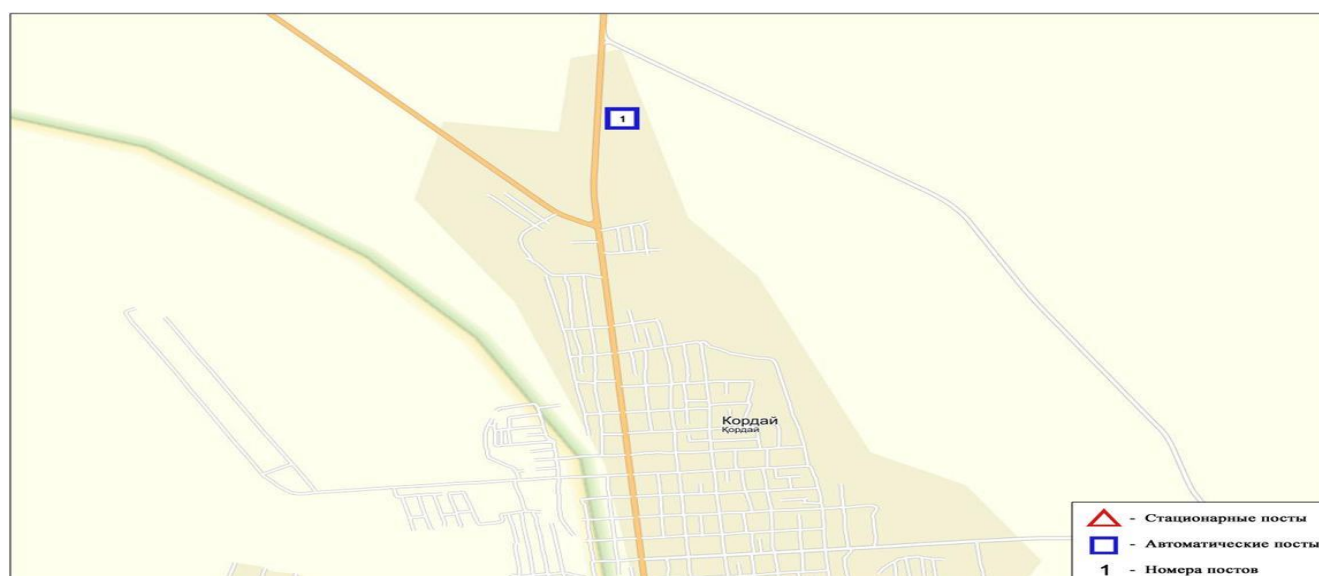 1
Кордай
Қордай
- Стационарные посты
- Автоматические посты
1 - Номера постов